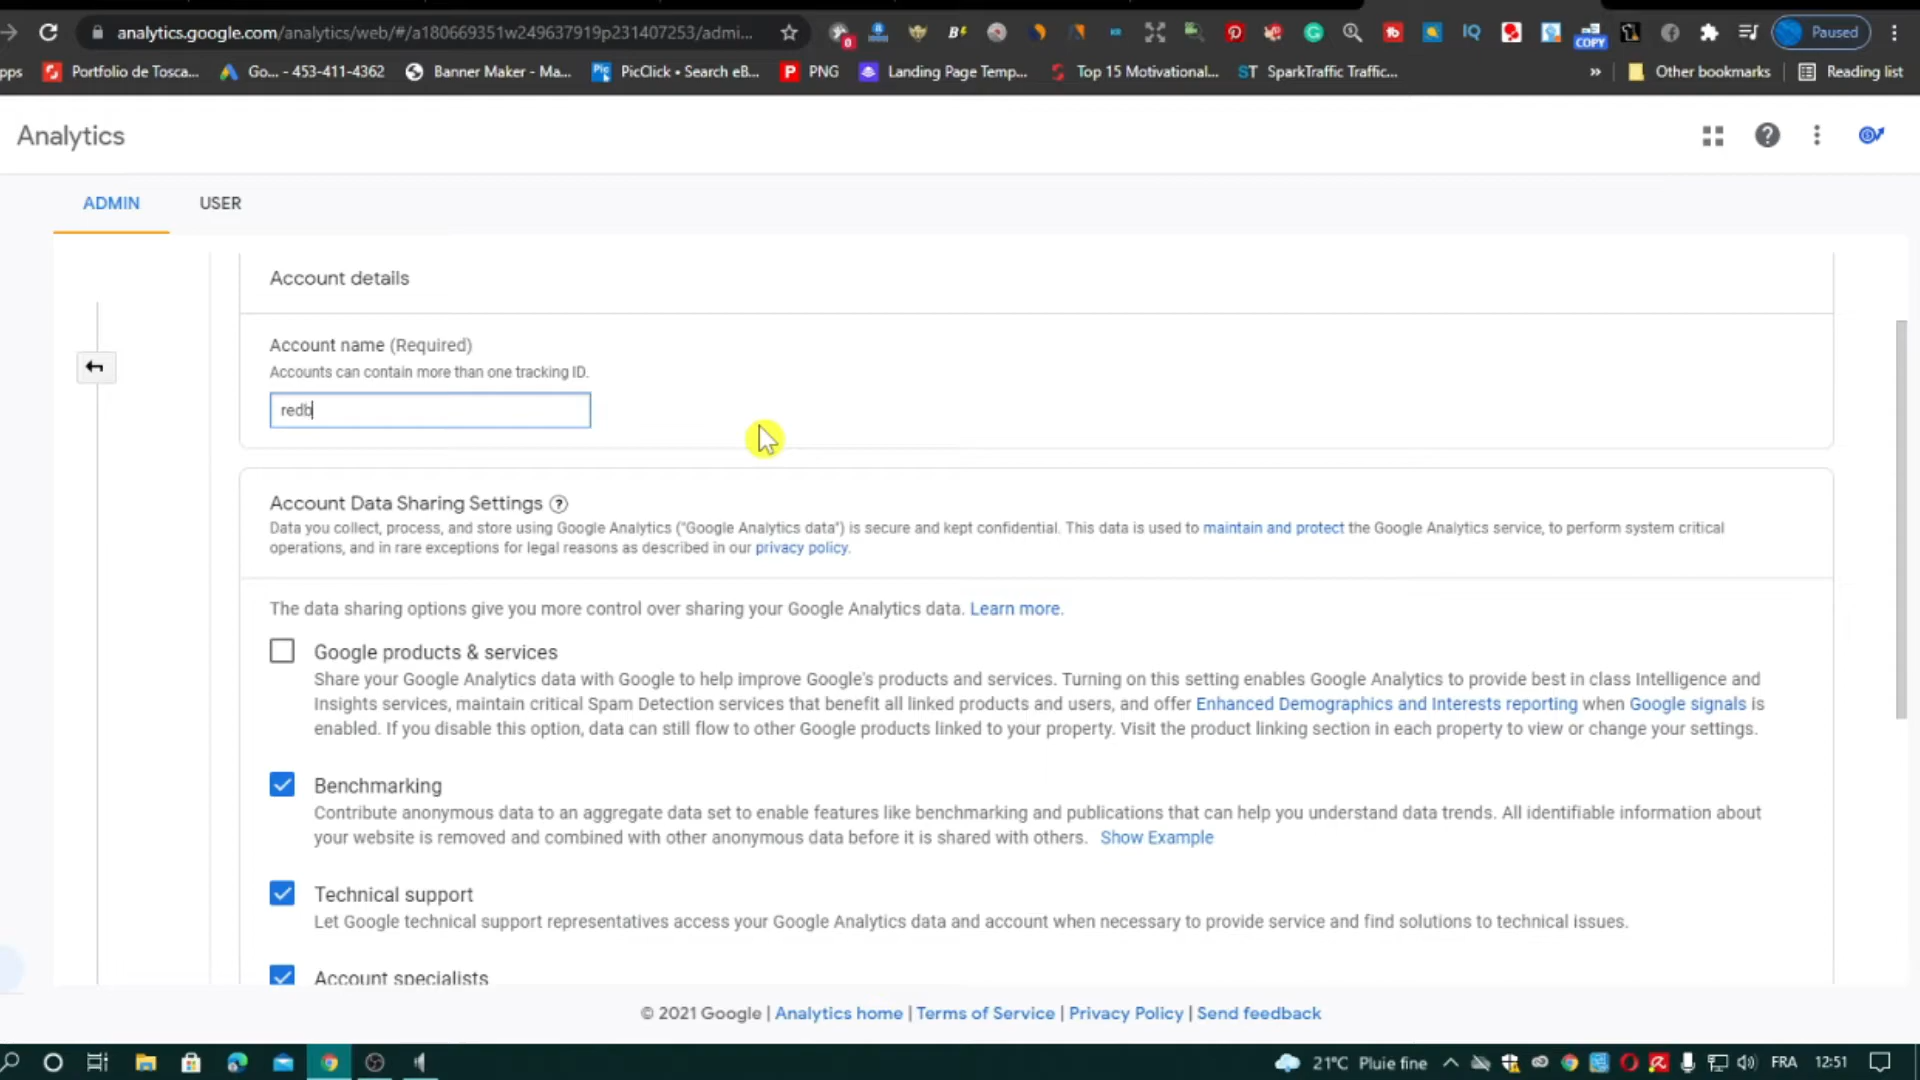 analytics.google.com/analytics/web/#/a180669351w249637919p231407253/admi...
0
B
IQ
COPY
Paused
pps
Portfolio de Tosca...
Go... - 453-411-4362
Banner Maker - Ma...
Pic
PicClick • Search eB...
P PNG
Landing Page Temp...
Top 15 Motivational...
ST SparkTraffic Traffic...
»
Other bookmarks
Reading list
Analytics
ADMIN
USER
Account details
Account name (Required)
Accounts can contain more than one tracking ID.
redb
Account Data Sharing Settings ?
Data you collect, process, and store using Google Analytics ("Google Analytics data") is secure and kept confidential. This data is used to maintain and protect the Google Analytics service, to perform system critical
operations, and in rare exceptions for legal reasons as described in our privacy policy.
The data sharing options give you more control over sharing your Google Analytics data. Learn more.
Google products & services
Share your Google Analytics data with Google to help improve Google's products and services. Turning on this setting enables Google Analytics to provide best in class Intelligence and
Insights services, maintain critical Spam Detection services that benefit all linked products and users, and offer Enhanced Demographics and Interests reporting when Google signals is
enabled. If you disable this option, data can still flow to other Google products linked to your property. Visit the product linking section in each property to view or change your settings.
Benchmarking
Contribute anonymous data to an aggregate data set to enable features like benchmarking and publications that can help you understand data trends. All identifiable information about
your website is removed and combined with other anonymous data before it is shared with others. Show Example
Technical support
Let Google technical support representatives access your Google Analytics data and account when necessary to provide service and find solutions to technical issues.
Account specialists
© 2021 Google | Analytics home | Terms of Service | Privacy Policy | Send feedback
21°C Pluie fine
FRA
12:51